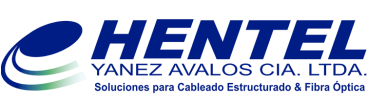 HENTEL
YANEZ AVALOS CIA. LTDA.
Soluciones para Cableado Estructurado & Fibra Óptica